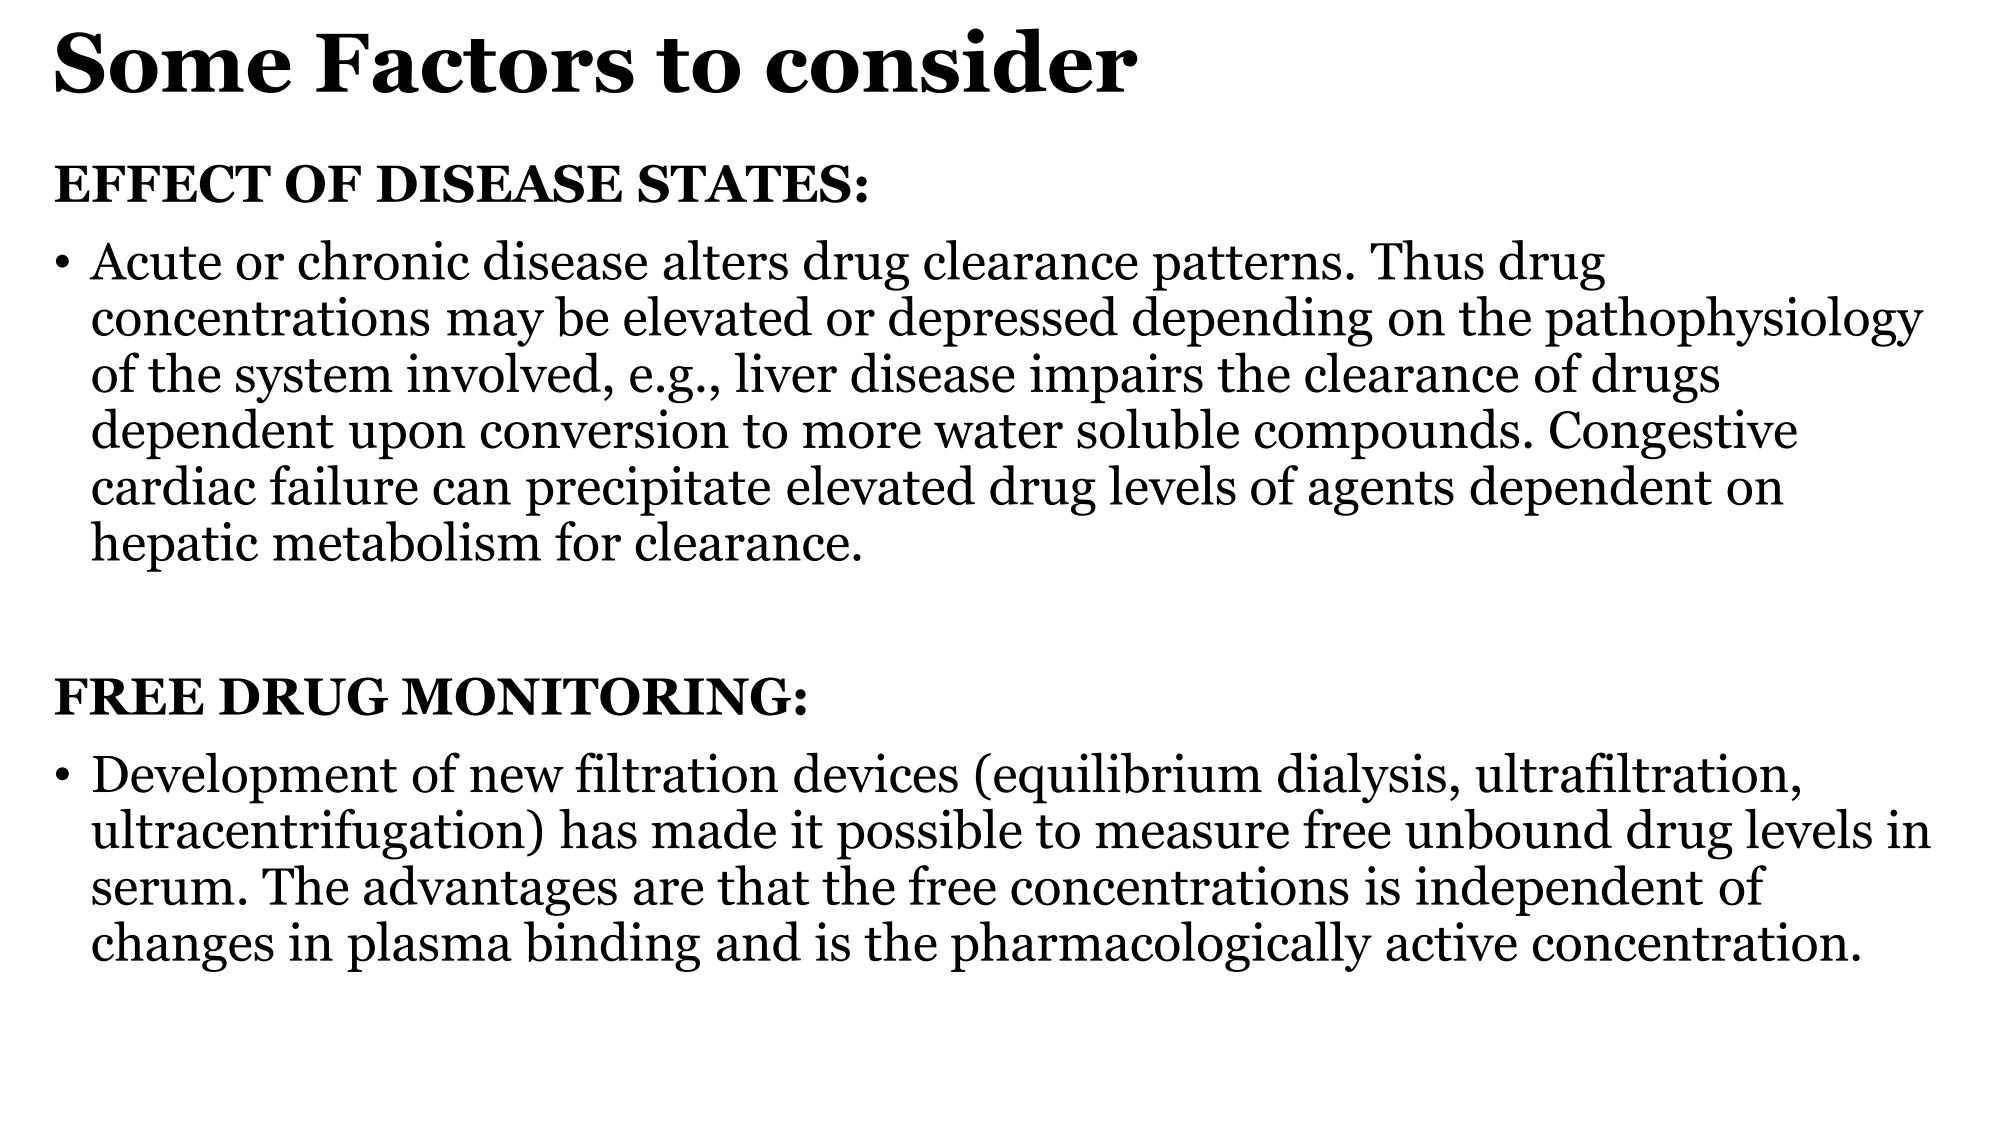 Some Factors to consider
EFFECT OF DISEASE STATES:
• Acute or chronic disease alters drug clearance patterns. Thus drug
concentrations may be elevated or depressed depending on the pathophysiology
of the system involved, e.g., liver disease impairs the clearance of drugs
dependent upon conversion to more water soluble compounds. Congestive
cardiac failure can precipitate elevated drug levels of agents dependent on
hepatic metabolism for clearance.
FREE DRUG MONITORING:
• Development of new filtration devices (equilibrium dialysis, ultrafiltration,
ultracentrifugation) has made it possible to measure free unbound drug levels in
serum. The advantages are that the free concentrations is independent of
changes in plasma binding and is the pharmacologically active concentration.